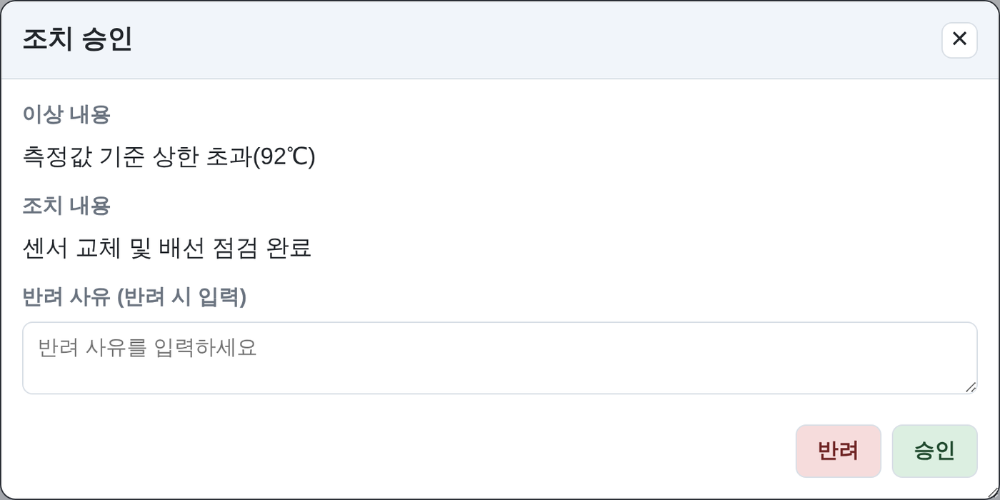 조치 승인
✕
이상 내용
측정값 기준 상한 초과(92℃)
조치 내용
센서 교체 및 배선 점검 완료
반려 사유 (반려 시 입력)
반려 사유를 입력하세요
반려 승인